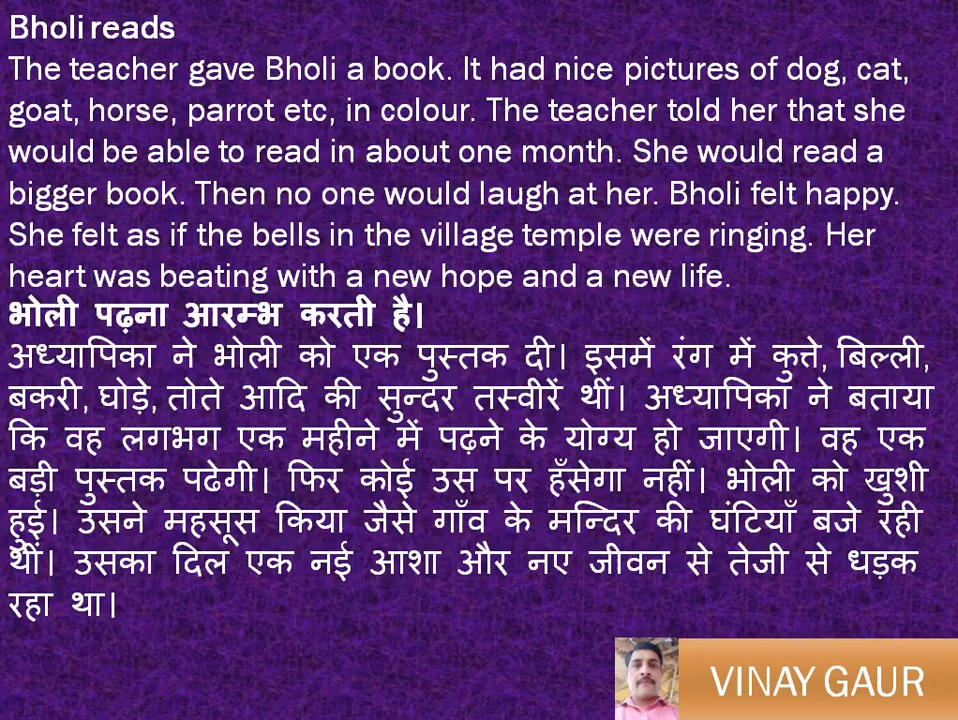 Bholi reads
The teacher gave Bholi a book. It had nice pictures of dog, cat,
goat, horse, parrot etc, in colour. The teacher told her that she
would be able to read in about one month. She would read a
bigger book. Then no one would laugh at her. Bholi felt happy.
She felt as if the bells in the village temple were ringing. Her
heart was beating with a new hope and a new life.
भोली पढ़ना आरम्भ करती है।
अध्यापिका ने भोली को एक पुस्तक दी। इसमें रंग में कुत्ते, बिल्ली,
बकरी, घोड़े, तोते आदि की सुन्दर तस्वीरें थीं। अध्यापिका ने बताया
कि वह लगभग एक महीने में पढ़ने के योग्य हो जाएगी। वह एक
बड़ी पुस्तक पढेगी। फिर कोई उस पर हँसेगा नहीं। भोली को खुशी
हुई। उसने महसूस किया जैसे गाँव के मन्दिर की घंटियाँ बजे रही
थीं। उसका दिल एक नई आशा और नए जीवन से तेजी से धड़क
रहा था।
VINAY GAUR